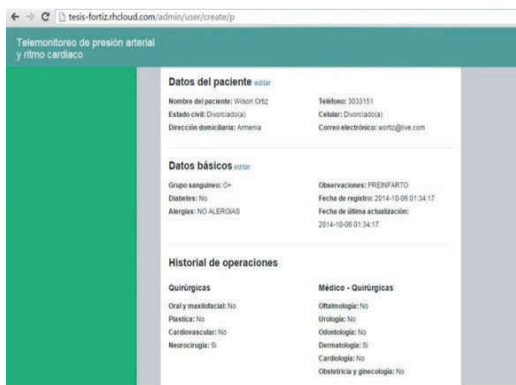 tesis-fortiz.rhcloud.com/admin/user/create/p
Telemonitoreo de presión arterial
y ritmo cardiaco
Datos del paciente editar
Nombre del paciente: Wilson Ortiz
Estado civil: Divorciado(a)
Dirección domiciliaria: Armenia
Teléfono: 3033151
Celular: Divorciado(a)
Correo electrónico: wortiz@live.com
Datos básicos editar
Grupo sanguineo: O+
Diabetes: No
Alergias: NO ALERGIAS
Observaciones: PREINFARTO
Fecha de registro: 2014-10-06 01:34:17
Fecha de última actualización:
2014-10-06 01:34:17
Historial de operaciones
Quirúrgicas
Oral y maxilofacial: No
Plastica: No
Cardiovascular: No
Neurocirugia: Si
Médico - Quirúrgicas
Oftalmología: No
Urología: No
Odontología: No
Dermatología: Si
Cardiología: No
Obstetricia y ginecología: No